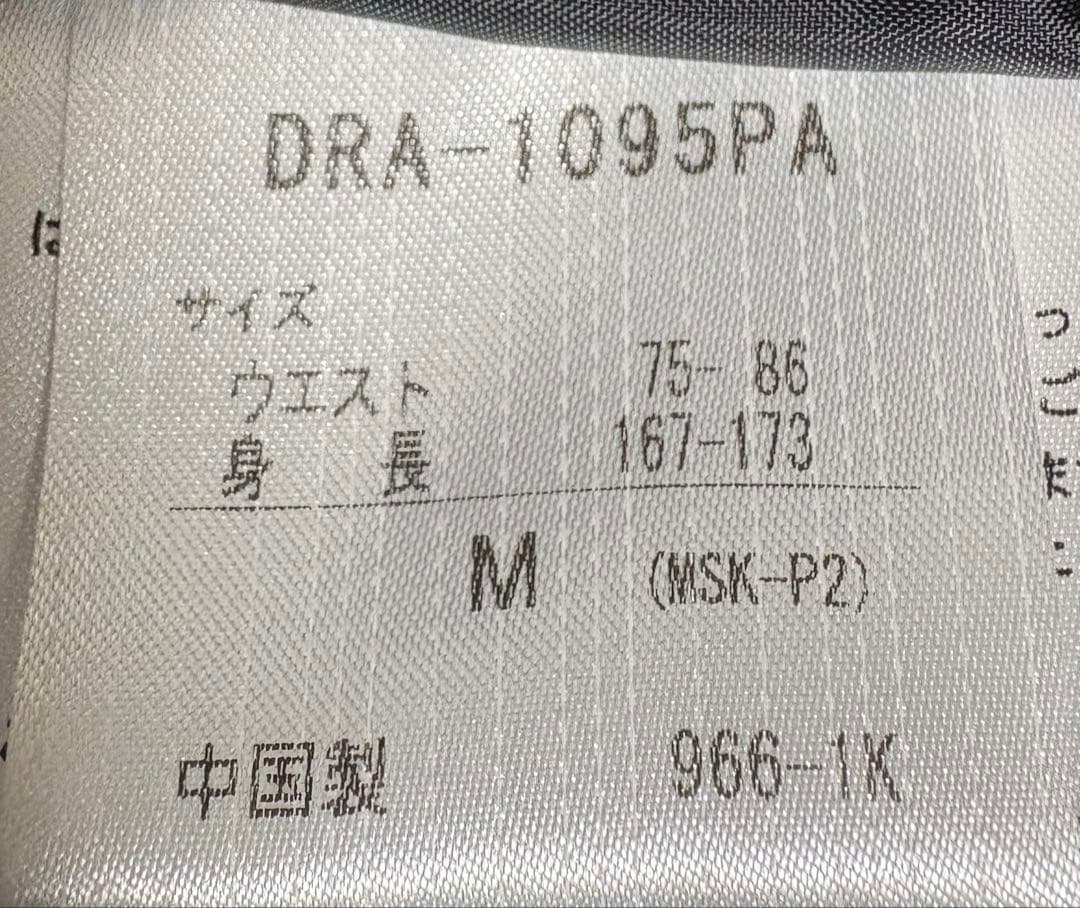 DRA-1095PA
サイズ
ウエスト 75- 86
身 長 167-173
M (MSK-P2)
中国製 966-1K